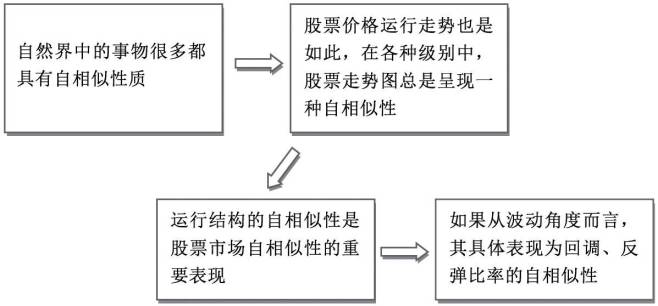 自然界中的事物很多都
具有自相似性质
股票价格运行走势也是
如此，在各种级别中，
股票走势图总是呈现一
种自相似性
运行结构的自相似性是
股票市场自相似性的重
要表现
如果从波动角度而言，
其具体表现为回调、反
弹比率的自相似性